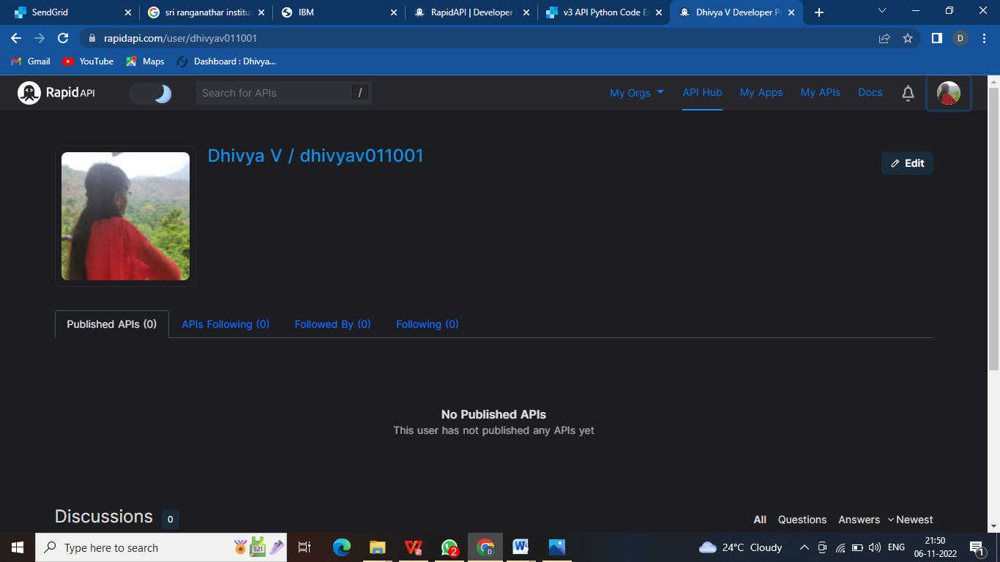 SendGrid
sri ranganathar institu
IBM
RapidAPI | Developer
v3 API Python Code E
Dhivya V Developer P
rapidapi.com/user/dhivyav011001
D
Gmail
YouTube
Maps
Dashboard : Dhivya...
Rapid API
Search for APIs
/
My Orgs
API Hub
My Apps
My APIs
Docs
Dhivya V / dhivyav011001
Edit
Published APIs (0)
APIs Following (0)
Followed By (0)
Following (0)
No Published APIs
This user has not published any APIs yet
Discussions
0
All
Questions
Answers
Newest
Type here to search
521
2
D
W
24°C Cloudy
ENG
21:50
06-11-2022
1